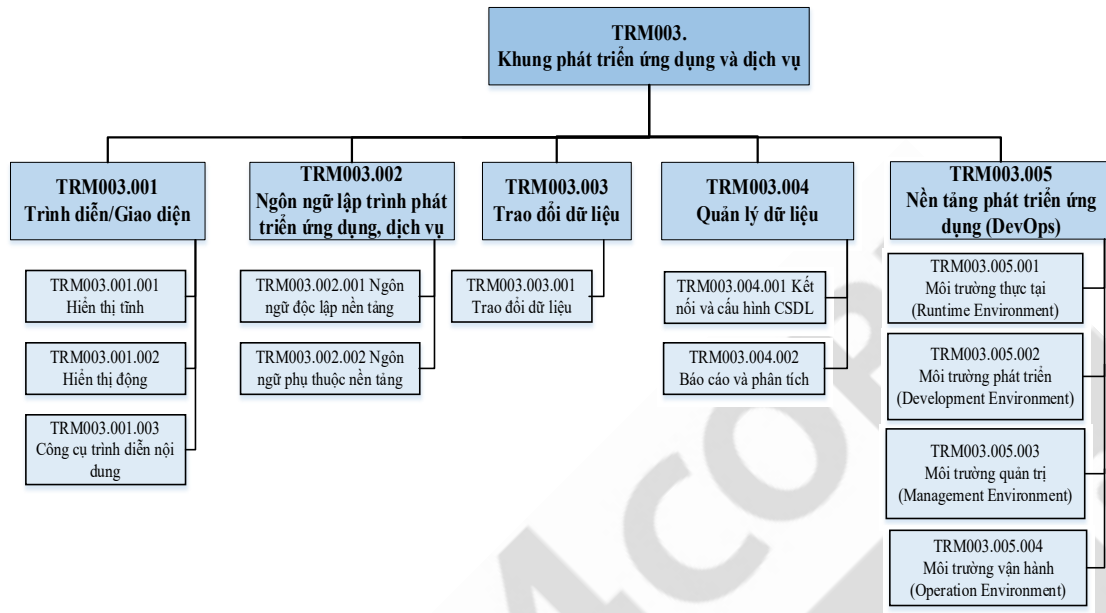 TRM003.
Khung phát triển ứng dụng và dịch vụ
TRM003.001
Trình diễn/Giao diện
TRM003.001.001
Hiển thị tĩnh
TRM003.001.002
Hiển thị động
TRM003.001.003
Công cụ trình diễn nội
dung
TRM003.002
Ngôn ngữ lập trình phát
triển ứng dụng, dịch vụ
TRM003.002.001 Ngôn
ngữ độc lập nền tảng
TRM003.002.002 Ngôn
ngữ phụ thuộc nền tảng
TRM003.003
Trao đổi dữ liệu
TRM003.003.001
Trao đổi dữ liệu
TRM003.004
Quản lý dữ liệu
TRM003.004.001 Kết
nối và cấu hình CSDL
TRM003.004.002
Báo cáo và phân tích
TRM003.005
Nền tảng phát triển ứng
dụng (DevOps)
TRM003.005.001
Môi trường thực tại
(Runtime Environment)
TRM003.005.002
Môi trường phát triển
(Development Environment)
TRM003.005.003
Môi trường quản trị
(Management Environment)
TRM003.005.004
Môi trường vận hành
(Operation Environment)